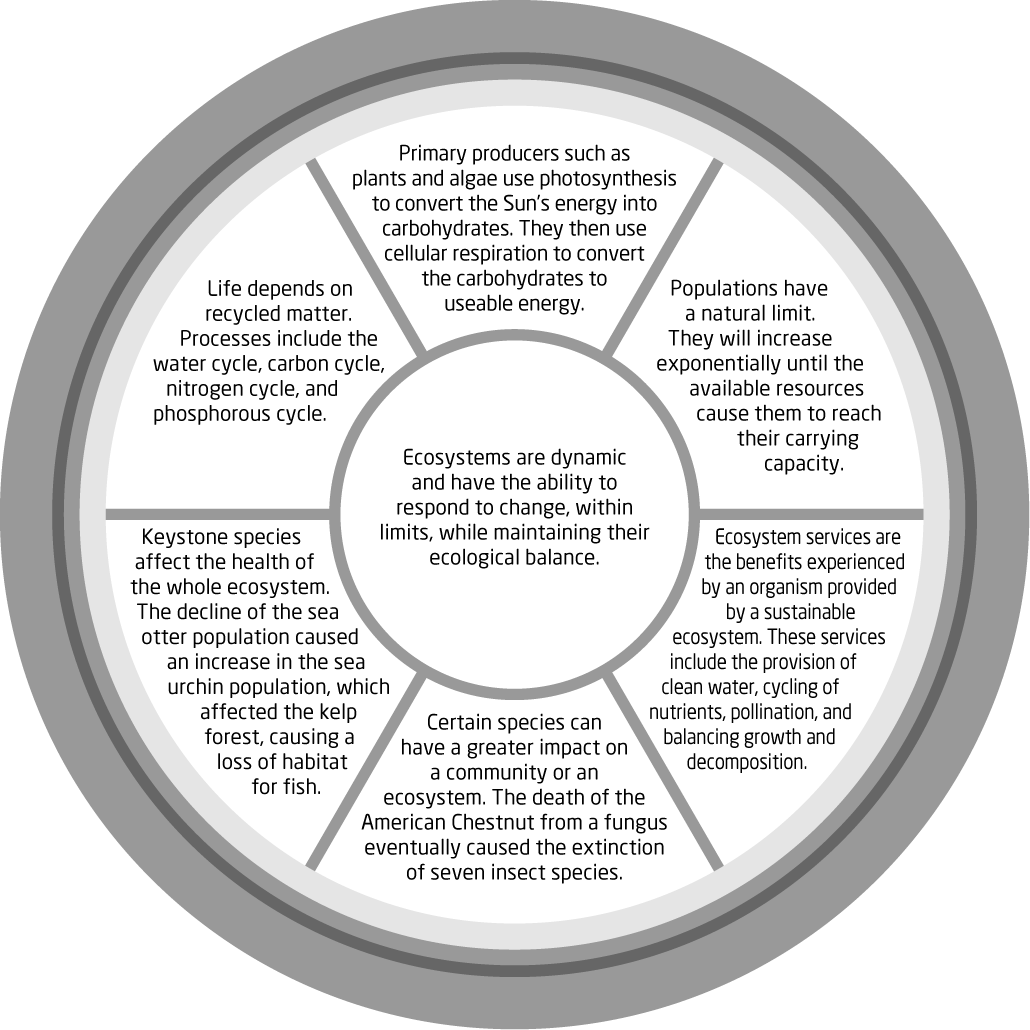 Primary producers such as
plants and algae use photosynthesis
to convert the Sun's energy into
carbohydrates. They then use
cellular respiration to convert
the carbohydrates to
useable energy.
Populations have
a natural limit.
They will increase
exponentially until the
available resources
cause them to reach
their carrying
capacity.
Ecosystem services are
the benefits experienced
by an organism provided
by a sustainable
ecosystem. These services
include the provision of
clean water, cycling of
nutrients, pollination, and
balancing growth and
decomposition.
Certain species can
have a greater impact on
a community or an
ecosystem. The death of the
American Chestnut from a fungus
eventually caused the extinction
of seven insect species.
Keystone species
affect the health of
the whole ecosystem.
The decline of the sea
otter population caused
an increase in the sea
urchin population, which
affected the kelp
forest, causing a
loss of habitat
for fish.
Life depends on
recycled matter.
Processes include the
water cycle, carbon cycle,
nitrogen cycle, and
phosphorous cycle.
Ecosystems are dynamic
and have the ability to
respond to change, within
limits, while maintaining their
ecological balance.